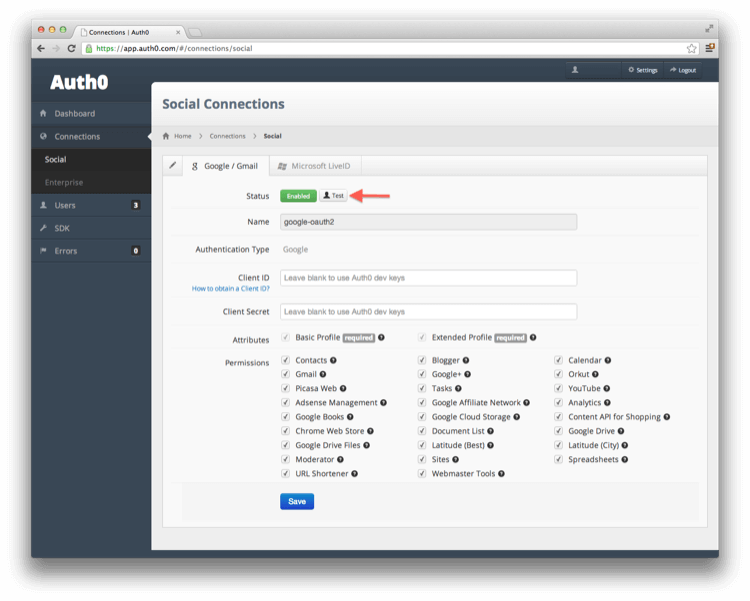 Connections | Auth0
https://app.auth0.com/#/connections/social
Auth0
Settings Logout
Dashboard
Connections
Social
Enterprise
Users 3
SDK
Errors 0
Social Connections
Home > Connections > Social
Google / Gmail Microsoft LiveID
Status Enabled Test
Name google-oauth2
Authentication Type Google
Client ID Leave blank to use Auth0 dev keys
How to obtain a Client ID?
Client Secret Leave blank to use Auth0 dev keys
Attributes Basic Profile required Extended Profile required
Permissions Contacts Blogger Calendar
Gmail Google+ Orkut
Picasa Web Tasks YouTube
Adsense Management Google Affiliate Network Analytics
Google Books Google Cloud Storage Content API for Shopping
Chrome Web Store Document List Google Drive
Google Drive Files Latitude (Best) Latitude (City)
Moderator Sites Spreadsheets
URL Shortener Webmaster Tools
Save